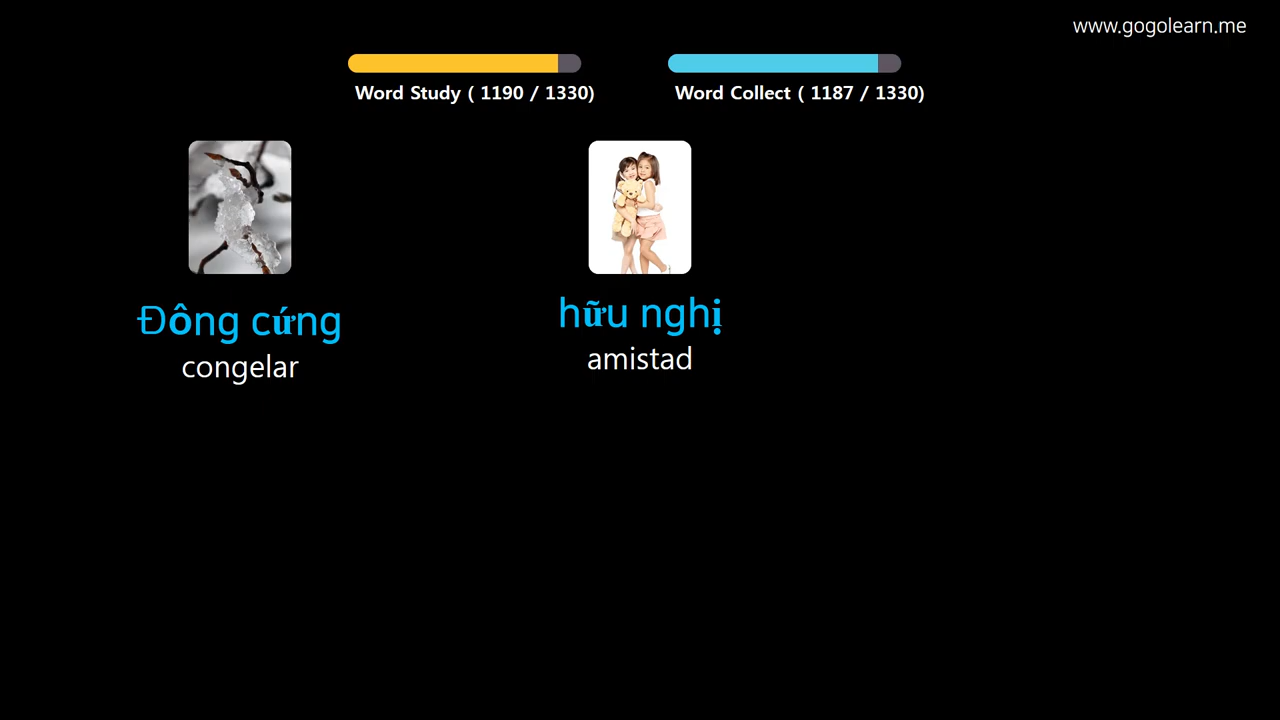 www.gogolearn.me
Word Study ( 1190 / 1330)
Word Collect ( 1187 / 1330)
Đông cứng
congelar
hữu nghị
amistad